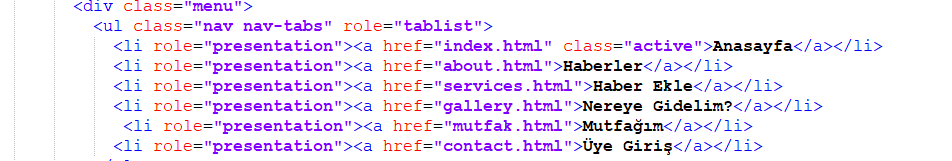 <div class="menu">
<ul class="nav nav-tabs" role="tablist">
<li role="presentation"><a href="index.html" class="active">Anasayfa</a></li>
<li role="presentation"><a href="about.html">Haberler</a></li>
<li role="presentation"><a href="services.html">Haber Ekle</a></li>
<li role="presentation"><a href="gallery.html">Nereye Gidelim?</a></li>
<li role="presentation"><a href="mutfak.html">Mutfağım</a></li>
<li role="presentation"><a href="contact.html">Üye Giriş</a></li>